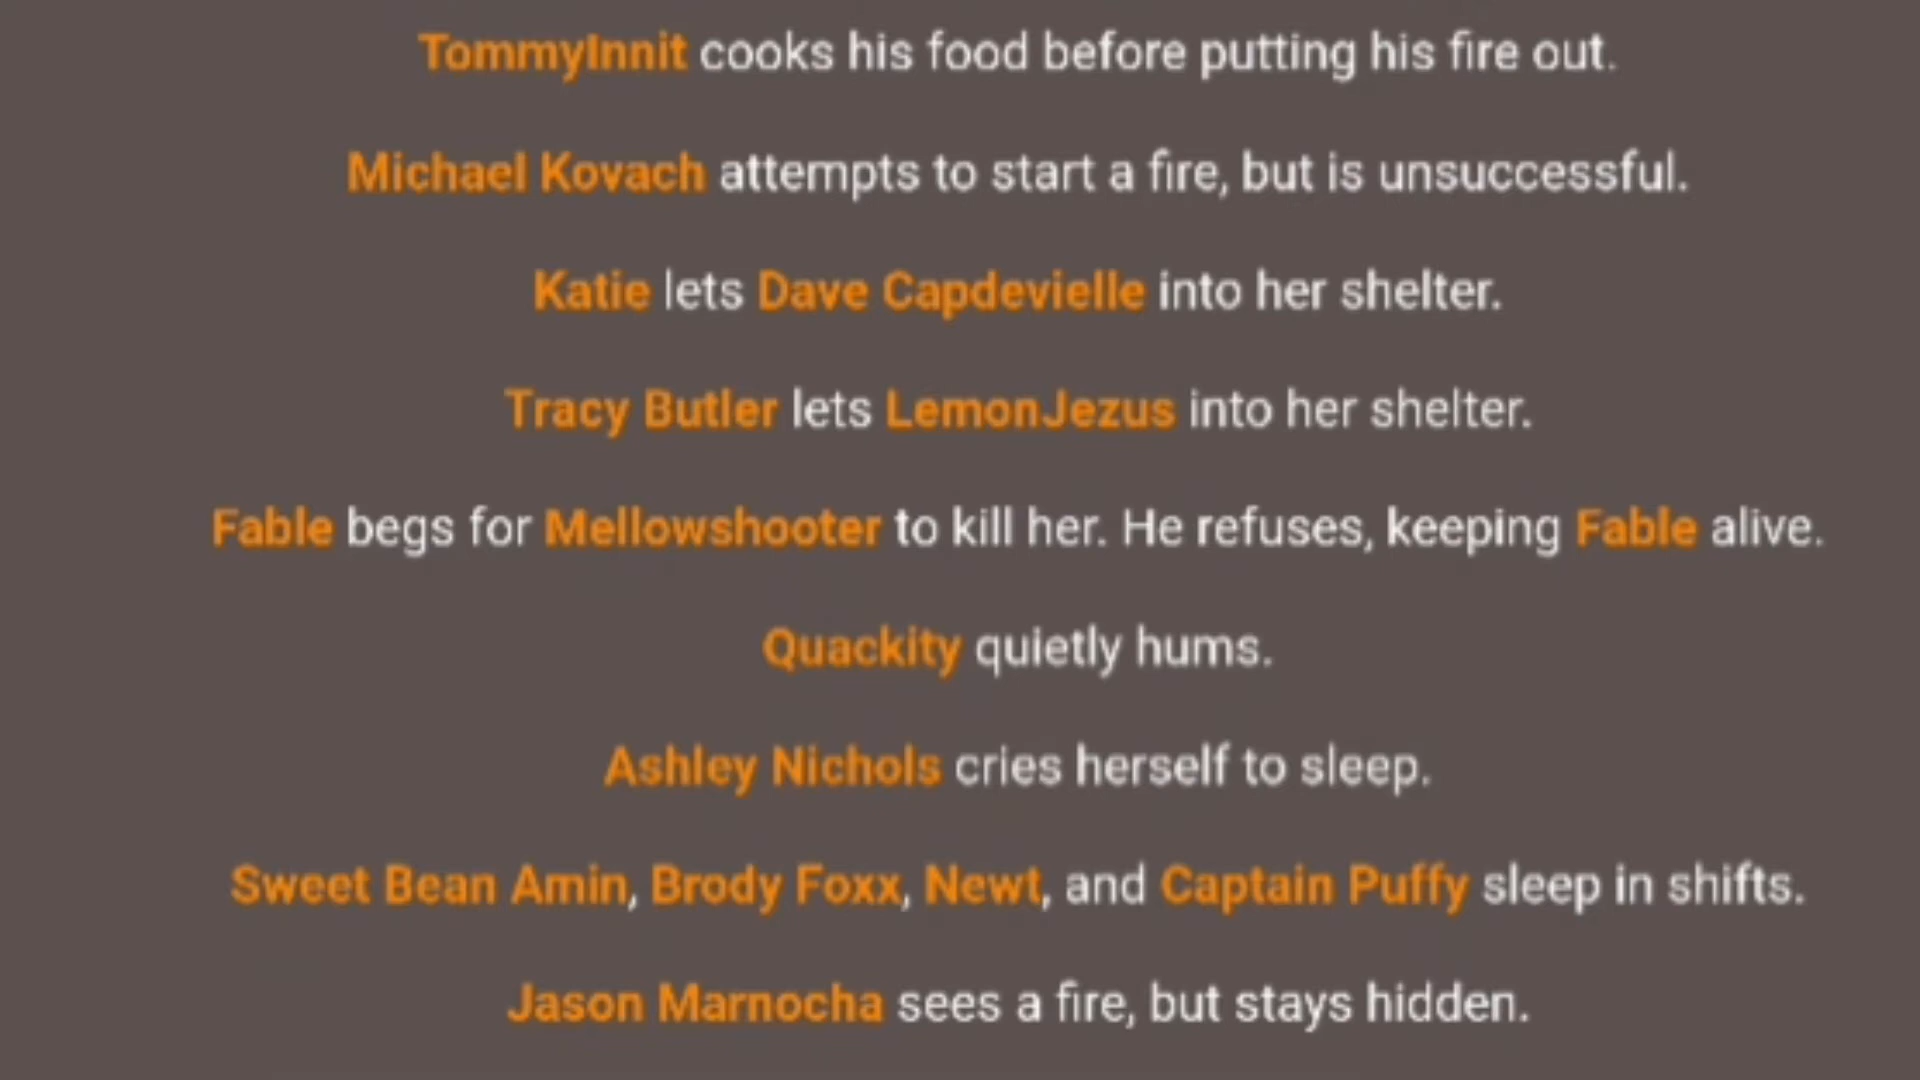 TommyInnit cooks his food before putting his fire out.
Michael Kovach attempts to start a fire, but is unsuccessful.
Katie lets Dave Capdevielle into her shelter.
Tracy Butler lets LemonJezus into her shelter.
Fable begs for Mellowshooter to kill her. He refuses, keeping Fable alive.
Quackity quietly hums.
Ashley Nichols cries herself to sleep.
Sweet Bean Amin, Brody Foxx, Newt, and Captain Puffy sleep in shifts.
Jason Marnocha sees a fire, but stays hidden.